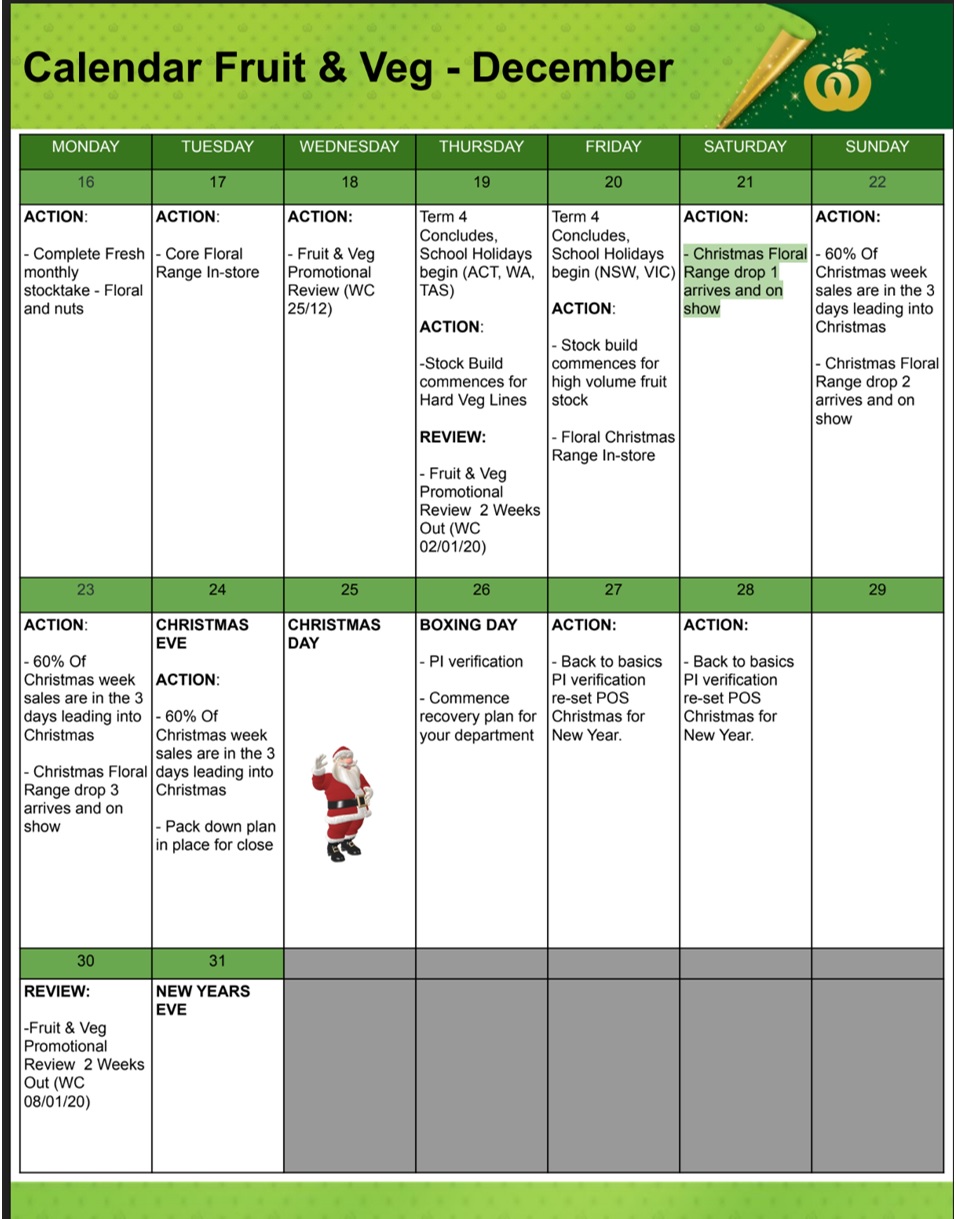 Calendar Fruit & Veg - December
MONDAY TUESDAY WEDNESDAY THURSDAY FRIDAY SATURDAY SUNDAY
16 17 18 19 20 21 22
ACTION:
- Complete Fresh
monthly
stocktake - Floral
and nuts
ACTION:
- Core Floral
Range In-store
ACTION:
- Fruit & Veg
Promotional
Review (WC
25/12)
Term 4
Concludes,
School Holidays
begin (ACT, WA,
TAS)
ACTION:
-Stock Build
commences for
Hard Veg Lines
REVIEW:
- Fruit & Veg
Promotional
Review  2 Weeks
Out (WC
02/01/20)
Term 4
Concludes,
School Holidays
begin (NSW, VIC)
ACTION:
- Stock build
commences for
high volume fruit
stock
- Floral Christmas
Range In-store
ACTION:
- Christmas Floral
Range drop 1
arrives and on
show
ACTION:
- 60% Of
Christmas week
sales are in the 3
days leading into
Christmas
- Christmas Floral
Range drop 2
arrives and on
show
23 24 25 26 27 28 29
ACTION:
- 60% Of
Christmas week
sales are in the 3
days leading into
Christmas
- Christmas Floral
Range drop 3
arrives and on
show
CHRISTMAS
EVE
ACTION:
- 60% Of
Christmas week
sales are in the 3
days leading into
Christmas
- Pack down plan
in place for close
CHRISTMAS
DAY
BOXING DAY
- PI verification
- Commence
recovery plan for
your department
ACTION:
- Back to basics
PI verification
re-set POS
Christmas for
New Year.
ACTION:
- Back to basics
PI verification
re-set POS
Christmas for
New Year.
30 31
REVIEW:
-Fruit & Veg
Promotional
Review  2 Weeks
Out (WC
08/01/20)
NEW YEARS
EVE